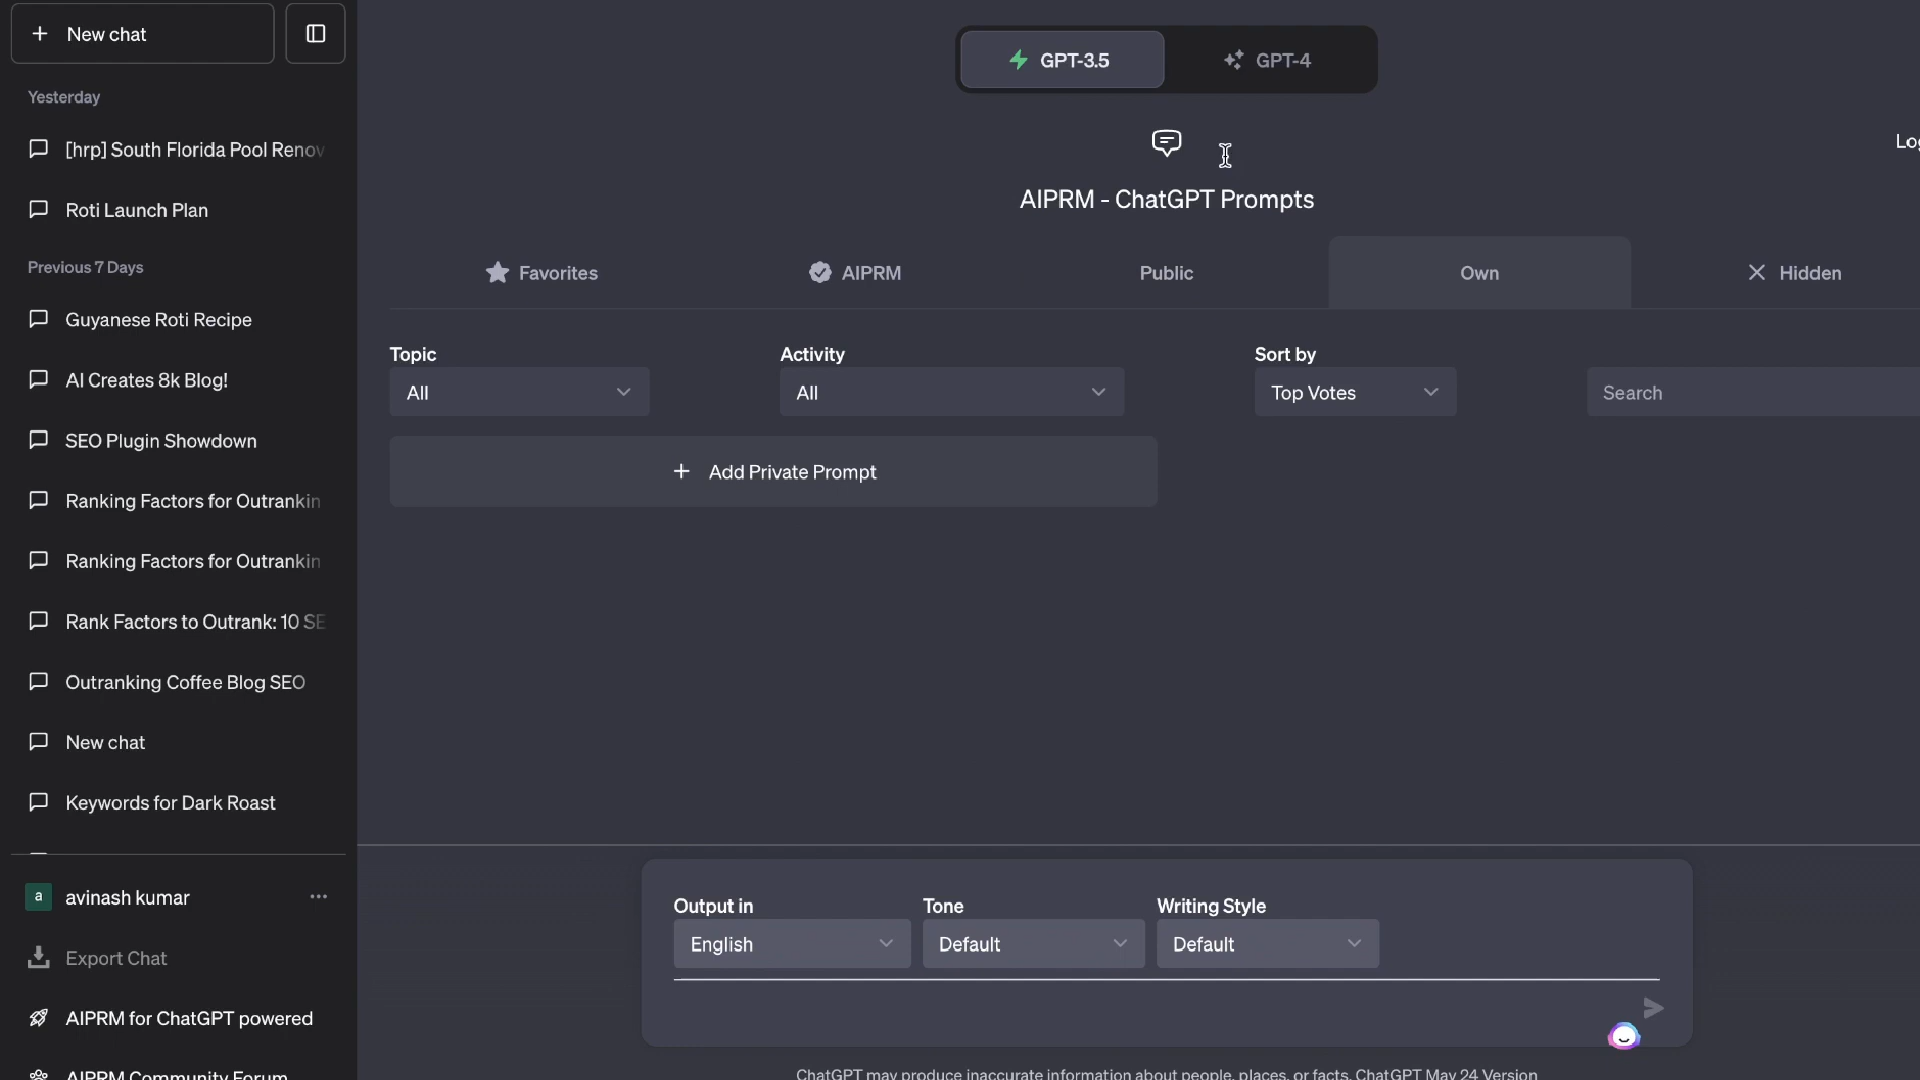 New chat
Yesterday
[hrp] South Florida Pool Renov
Roti Launch Plan
Previous 7 Days
Guyanese Roti Recipe
AI Creates 8k Blog!
SEO Plugin Showdown
Ranking Factors for Outrankin
Ranking Factors for Outrankin
Rank Factors to Outrank: 10 SE
Outranking Coffee Blog SEO
New chat
Keywords for Dark Roast
a avinash kumar
Export Chat
AIPRM for ChatGPT powered
AIPRM Community Forum
GPT-3.5 GPT-4
Log
AIPRM - ChatGPT Prompts
Favorites AIPRM Public Own Hidden
Topic Activity Sort by
All All Top Votes Search
Add Private Prompt
Output in Tone Writing Style
English Default Default
ChatGPT may produce inaccurate information about people, places, or facts. ChatGPT May 24 Version